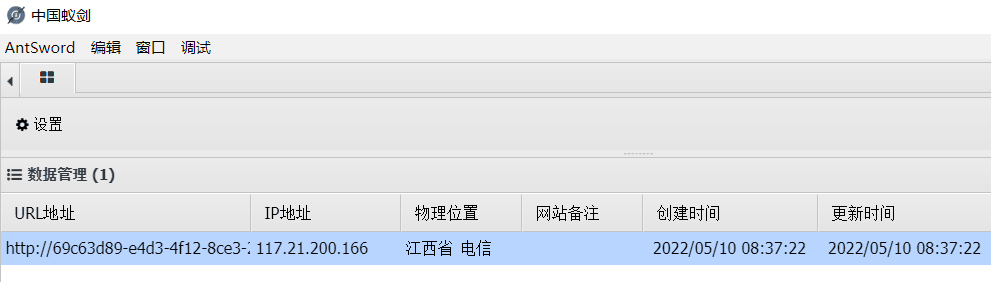 中国蚁剑
AntSword 编辑 窗口 调试
设置
数据管理 (1)
URL地址 IP地址 物理位置 网站备注 创建时间 更新时间
http://69c63d89-e4d3-4f12-8ce3- 117.21.200.166 江西省 电信 2022/05/10 08:37:22 2022/05/10 08:37:22